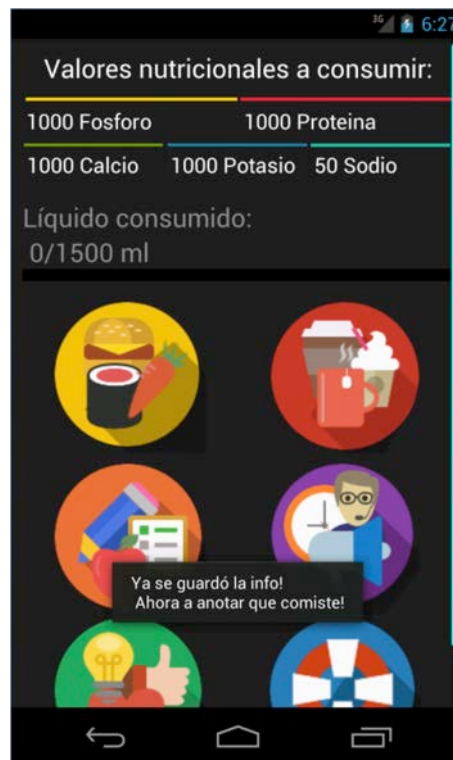 3G 6:27
Valores nutricionales a consumir:
1000 Fosforo 1000 Proteina
1000 Calcio 1000 Potasio 50 Sodio
Líquido consumido:
0/1500 ml
Ya se guardó la info!
Ahora a anotar que comiste!